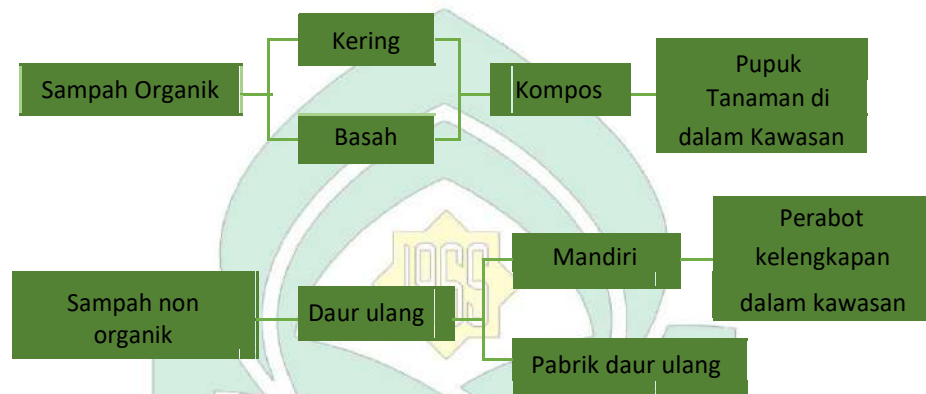 Sampah Organik
Kering
Basah
Kompos
Pupuk
Tanaman di
dalam Kawasan
Sampah non
organik
Daur ulang
Mandiri
Pabrik daur ulang
Perabot
kelengkapan
dalam kawasan
1969